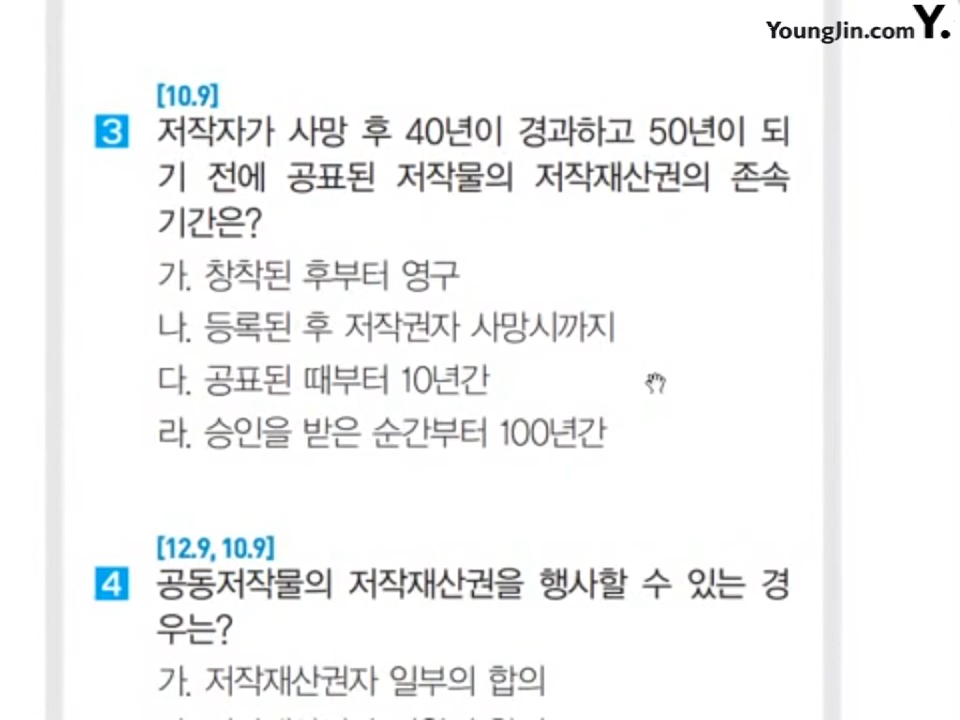 YoungJin.com Y.
[10.9]
3 저작자가 사망 후 40년이 경과하고 50년이 되
기 전에 공표된 저작물의 저작재산권의 존속
기간은?
가. 창착된 후부터 영구
나. 등록된 후 저작권자 사망시까지
다. 공표된 때부터 10년간
라. 승인을 받은 순간부터 100년간
[12.9, 10.9]
4 공동저작물의 저작재산권을 행사할 수 있는 경
우는?
가. 저작재산권자 일부의 합의